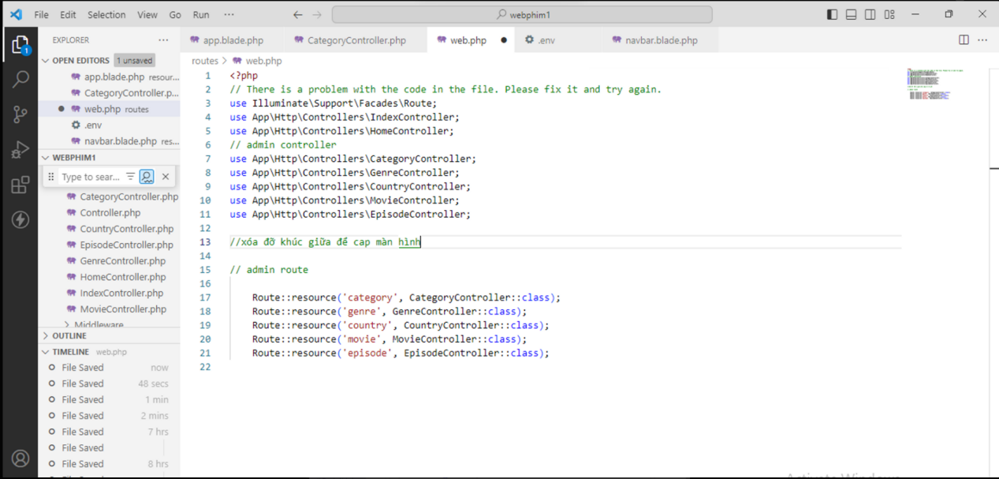 File Edit Selection View Go Run ··· webphim1
EXPLORER ···
OPEN EDITORS 1 unsaved
app.blade.php resour...
CategoryController.p...
web.php routes
.env
navbar.blade.php res...
WEBPHIM1
Type to sear...
CategoryController.php
Controller.php
CountryController.php
EpisodeController.php
GenreController.php
HomeController.php
IndexController.php
MovieController.php
Middleware
OUTLINE
TIMELINE web.php
File Saved now
File Saved 48 secs
File Saved 1 min
File Saved 2 mins
File Saved 7 hrs
File Saved
File Saved 8 hrs
1
app.blade.php CategoryController.php web.php .env navbar.blade.php ···
routes > web.php
1 <?php
2 // There is a problem with the code in the file. Please fix it and try again.
3 use Illuminate\Support\Facades\Route;
4 use App\Http\Controllers\IndexController;
5 use App\Http\Controllers\HomeController;
6 // admin controller
7 use App\Http\Controllers\CategoryController;
8 use App\Http\Controllers\GenreController;
9 use App\Http\Controllers\CountryController;
10 use App\Http\Controllers\MovieController;
11 use App\Http\Controllers\EpisodeController;
12
13 //xóa đỡ khúc giữa để cap màn hình
14
15 // admin route
16
17 Route::resource('category', CategoryController::class);
18 Route::resource('genre', GenreController::class);
19 Route::resource('country', CountryController::class);
20 Route::resource('movie', MovieController::class);
21 Route::resource('episode', EpisodeController::class);
22